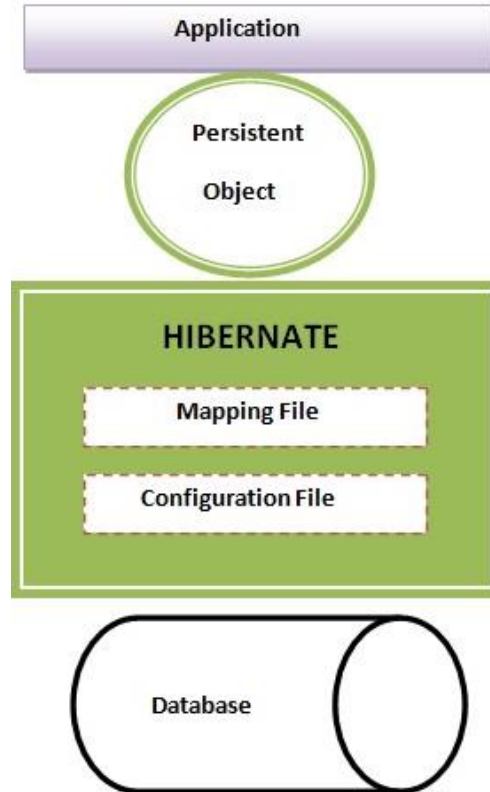 Application
Persistent
Object
HIBERNATE
Mapping File
Configuration File
Database